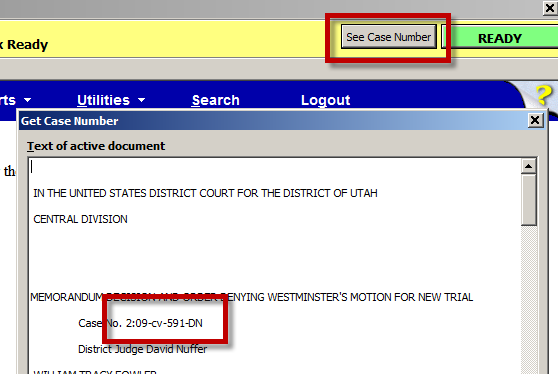 x Ready
See Case Number
READY
rts
Utilities
Search
Logout
?
Get Case Number
Text of active document
the
IN THE UNITED STATES DISTRICT COURT FOR THE DISTRICT OF UTAH
CENTRAL DIVISION
MEMORANDUM DECISION AND ORDER DENYING WESTMINSTER'S MOTION FOR NEW TRIAL
Case No. 2:09-cv-591-DN
District Judge David Nuffer
WILLIAM TRACY FOWLER